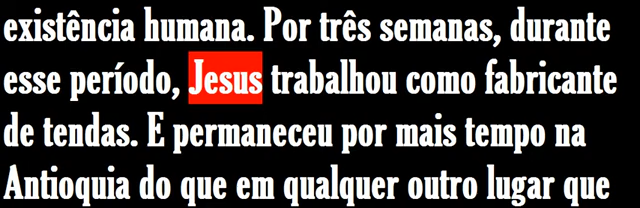 existência humana. Por três semanas, durante
esse período, Jesus trabalhou como fabricante
de tendas. E permaneceu por mais tempo na
Antioquia do que em qualquer outro lugar que